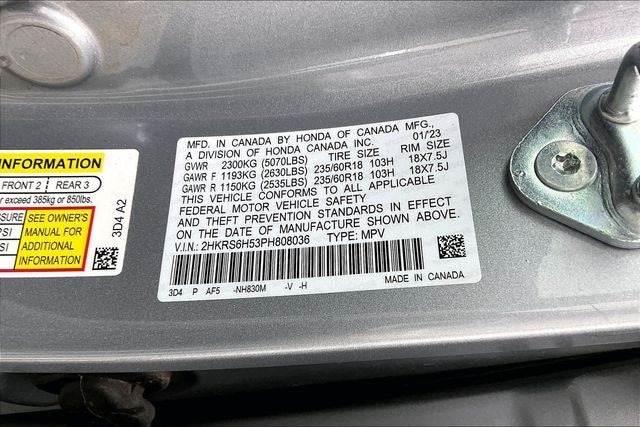 INFORMATION
FRONT 2 REAR 3
r exceed 385kg or 850lbs.
SSURE SEE OWNER'S
PSI MANUAL FOR
SI ADDITIONAL
INFORMATION
3D4 A2
MFD. IN CANADA BY HONDA OF CANADA MFG.,
A DIVISION OF HONDA CANADA INC. 01/23
GVWR 2300KG (5070LBS) TIRE SIZE RIM SIZE
GAWR F 1193KG (2630LBS) 235/60R18 103H 18X7.5J
GAWR R 1150KG (2535LBS) 235/60R18 103H 18X7.5J
THIS VEHICLE CONFORMS TO ALL APPLICABLE
FEDERAL MOTOR VEHICLE SAFETY
AND THEFT PREVENTION STANDARDS IN EFFECT
ON THE DATE OF MANUFACTURE SHOWN ABOVE.
V.I.N.: 2HKRS6H53PH808036 TYPE: MPV
3D4 P AF5 -NH830M -V -H MADE IN CANADA